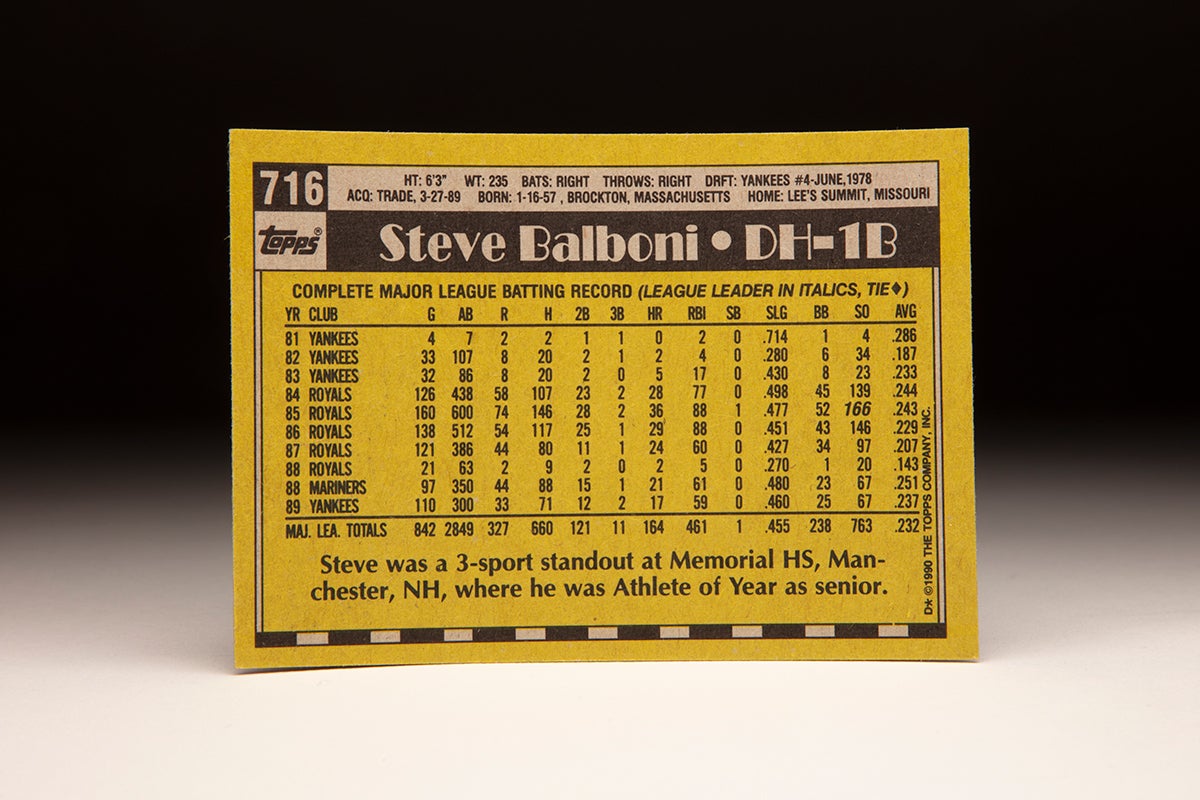 716
HT: 6'3" WT: 235 BATS: RIGHT THROWS: RIGHT DRFT: YANKEES #4-JUNE,1978
ACQ: TRADE, 3-27-89 BORN: 1-16-57 , BROCKTON, MASSACHUSETTS HOME: LEE'S SUMMIT, MISSOURI
topps®
Steve Balboni • DH-1B
COMPLETE MAJOR LEAGUE BATTING RECORD (LEAGUE LEADER IN ITALICS, TIE♦)
YR CLUB G AB R H 2B 3B HR RBI SB SLG BB SO AVG
81 YANKEES 4 7 2 2 1 1 0 2 0 .714 1 4 .286
82 YANKEES 33 107 8 20 2 1 2 4 0 .280 6 34 .187
83 YANKEES 32 86 8 20 2 0 5 17 0 .430 8 23 .233
84 ROYALS 126 438 58 107 23 2 28 77 0 .498 45 139 .244
85 ROYALS 160 600 74 146 28 2 36 88 1 .477 52 166 .243
86 ROYALS 138 512 54 117 25 1 29 88 0 .451 43 146 .229
87 ROYALS 121 386 44 80 11 1 24 60 0 .427 34 97 .207
88 ROYALS 21 63 2 9 2 0 2 5 0 .270 1 20 .143
88 MARINERS 97 350 44 88 15 1 21 61 0 .480 23 67 .251
89 YANKEES 110 300 33 71 12 2 17 59 0 .460 25 67 .237
MAJ. LEA. TOTALS 842 2849 327 660 121 11 164 461 1 .455 238 763 .232
Steve was a 3-sport standout at Memorial HS, Man-
chester, NH, where he was Athlete of Year as senior.
D* ©1990 THE TOPPS COMPANY, INC.